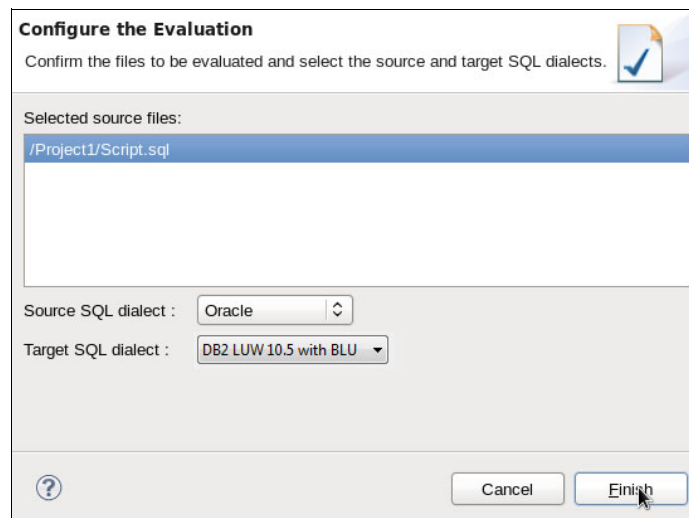 Configure the Evaluation
Confirm the files to be evaluated and select the source and target SQL dialects.
Selected source files:
/Project1/Script.sql
Source SQL dialect : Oracle
Target SQL dialect : DB2 LUW 10.5 with BLU
? Cancel Finish